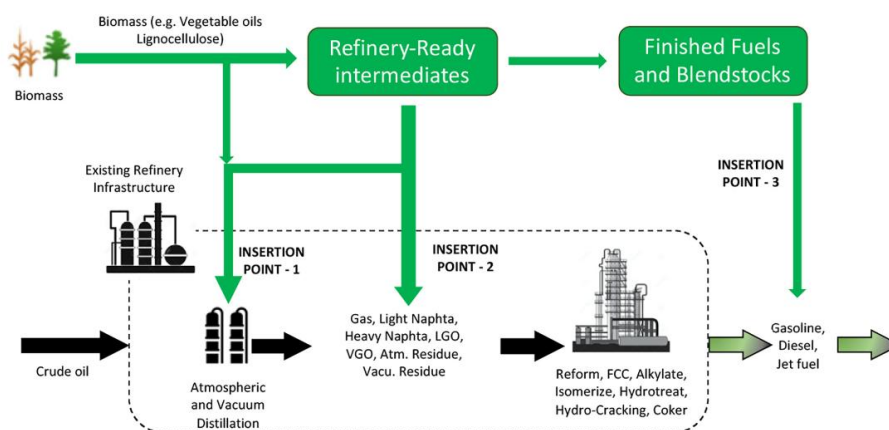 Biomass (e.g. Vegetable oils
Lignocellulose)
Biomass
Refinery-Ready
intermediates
Finished Fuels
and Blendstocks
Existing Refinery
Infrastructure
INSERTION
POINT - 1
INSERTION
POINT - 2
INSERTION
POINT - 3
Crude oil
Atmospheric
and Vacuum
Distillation
Gas, Light Naphta,
Heavy Naphta, LGO,
VGO, Atm. Residue,
Vacu. Residue
Reform, FCC, Alkylate,
Isomerize, Hydrotreat,
Hydro-Cracking, Coker
Gasoline,
Diesel,
Jet fuel